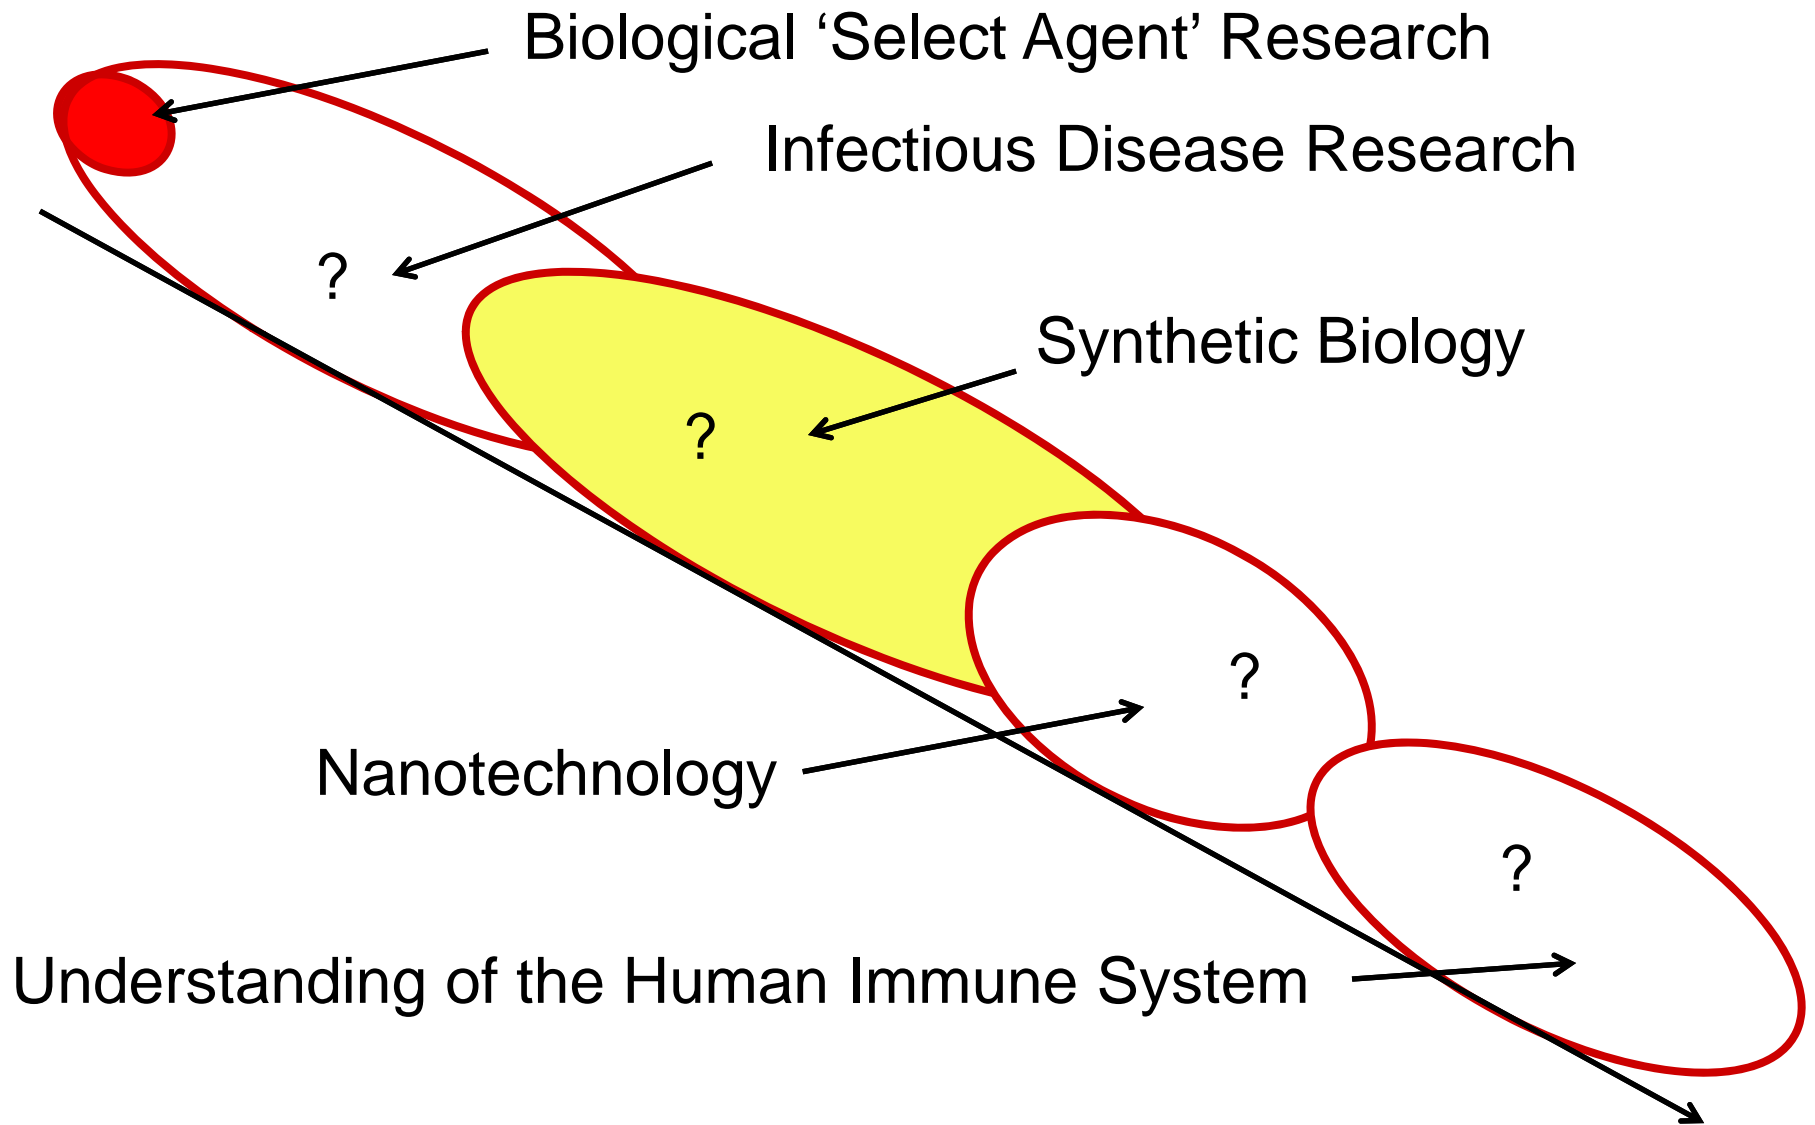 Biological ‘Select Agent’ Research
Infectious Disease Research
?
Synthetic Biology
?
?
Nanotechnology
?
Understanding of the Human Immune System